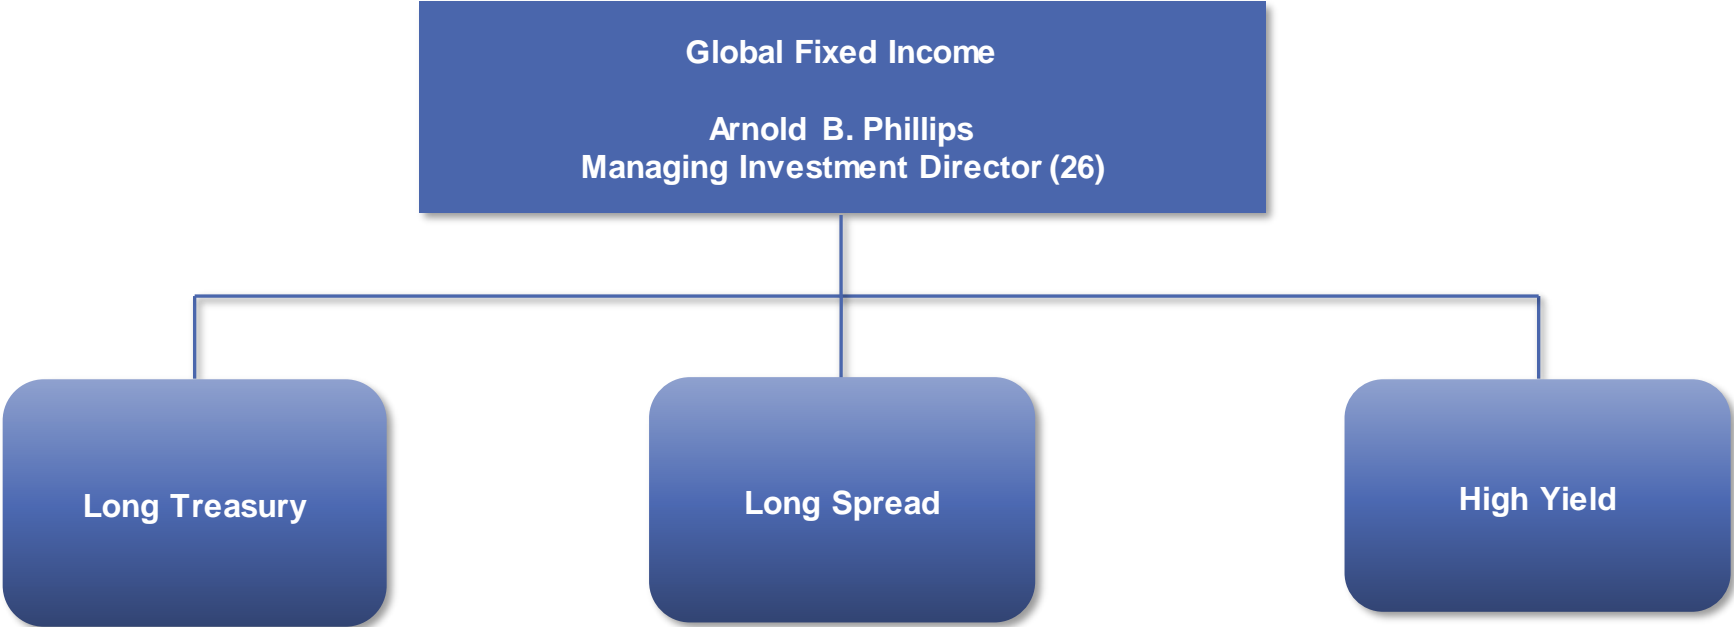 Global Fixed Income
Arnold B. Phillips
Managing Investment Director (26)
Long Treasury
Long Spread
High Yield